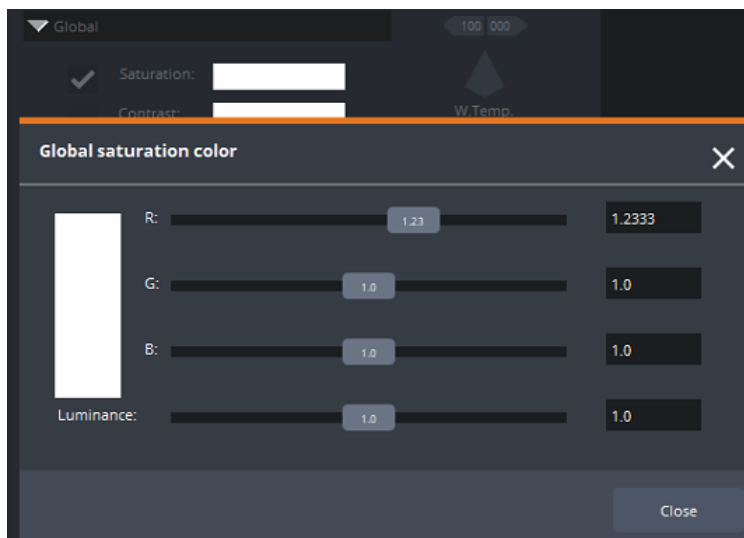 Global
100 000
Saturation:
Contrast:
W.Temp.
Global saturation color
R: 1.23 1.2333
G: 1.0 1.0
B: 1.0 1.0
Luminance: 1.0 1.0
Close